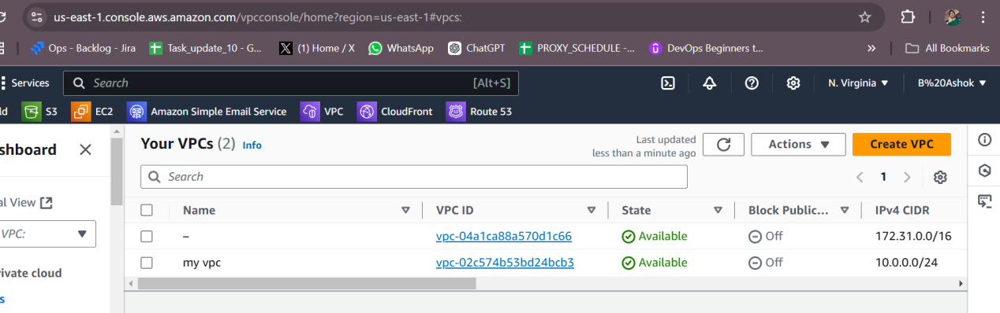 us-east-1.console.aws.amazon.com/vpcconsole/home?region=us-east-1#vpcs:
Ops - Backlog - Jira Task_update_10 - G... (1) Home / X WhatsApp ChatGPT PROXY_SCHEDULE -... DevOps Beginners t... » All Bookmarks
Services Search [Alt+S] N. Virginia B%20Ashok
ld S3 EC2 Amazon Simple Email Service VPC CloudFront Route 53
shboard Your VPCs (2) Info Last updated less than a minute ago Actions Create VPC
Search 1
al View
Name VPC ID State Block Public... IPv4 CIDR
VPC: – vpc-04a1ca88a570d1c66 Available Off 172.31.0.0/16
my vpc vpc-02c574b53bd24bcb3 Available Off 10.0.0.0/24
rivate cloud
s